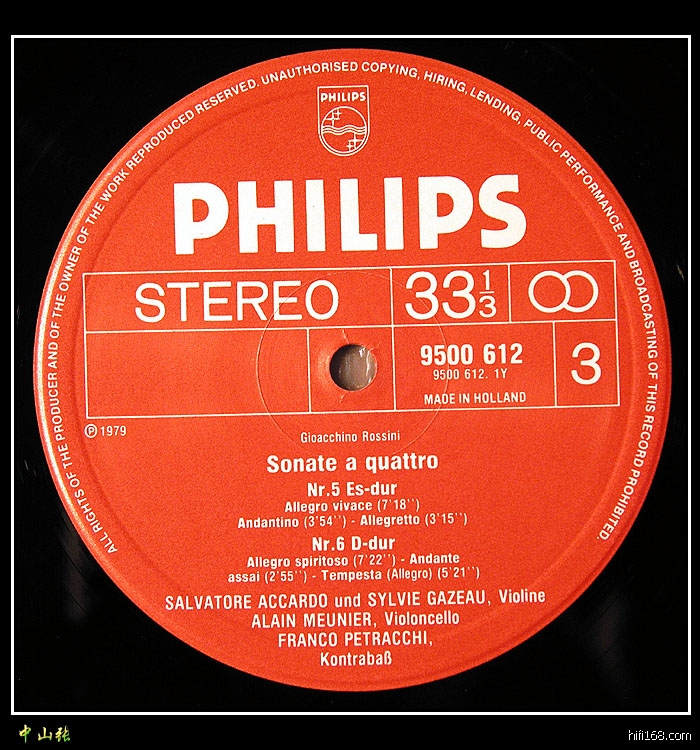 ALL RIGHTS OF THE PRODUCER AND OF THE OWNER OF THE WORK REPRODUCED RESERVED. UNAUTHORISED COPYING, HIRING, LENDING, PUBLIC PERFORMANCE AND BROADCASTING OF THIS RECORD PROHIBITED.
PHILIPS
PHILIPS
STEREO 33 1/3
9500 612
9500 612. 1Y
3
MADE IN HOLLAND
℗ 1979
Gioacchino Rossini
Sonate a quattro
Nr.5 Es-dur
Allegro vivace (7'18'')
Andantino (3'54'') - Allegretto (3'15'')
Nr.6 D-dur
Allegro spiritoso (7'22'') - Andante
assai (2'55'') - Tempesta (Allegro) (5'21'')
SALVATORE ACCARDO und SYLVIE GAZEAU, Violine
ALAIN MEUNIER, Violoncello
FRANCO PETRACCHI,
Kontrabaß
中山张
hifi168.com